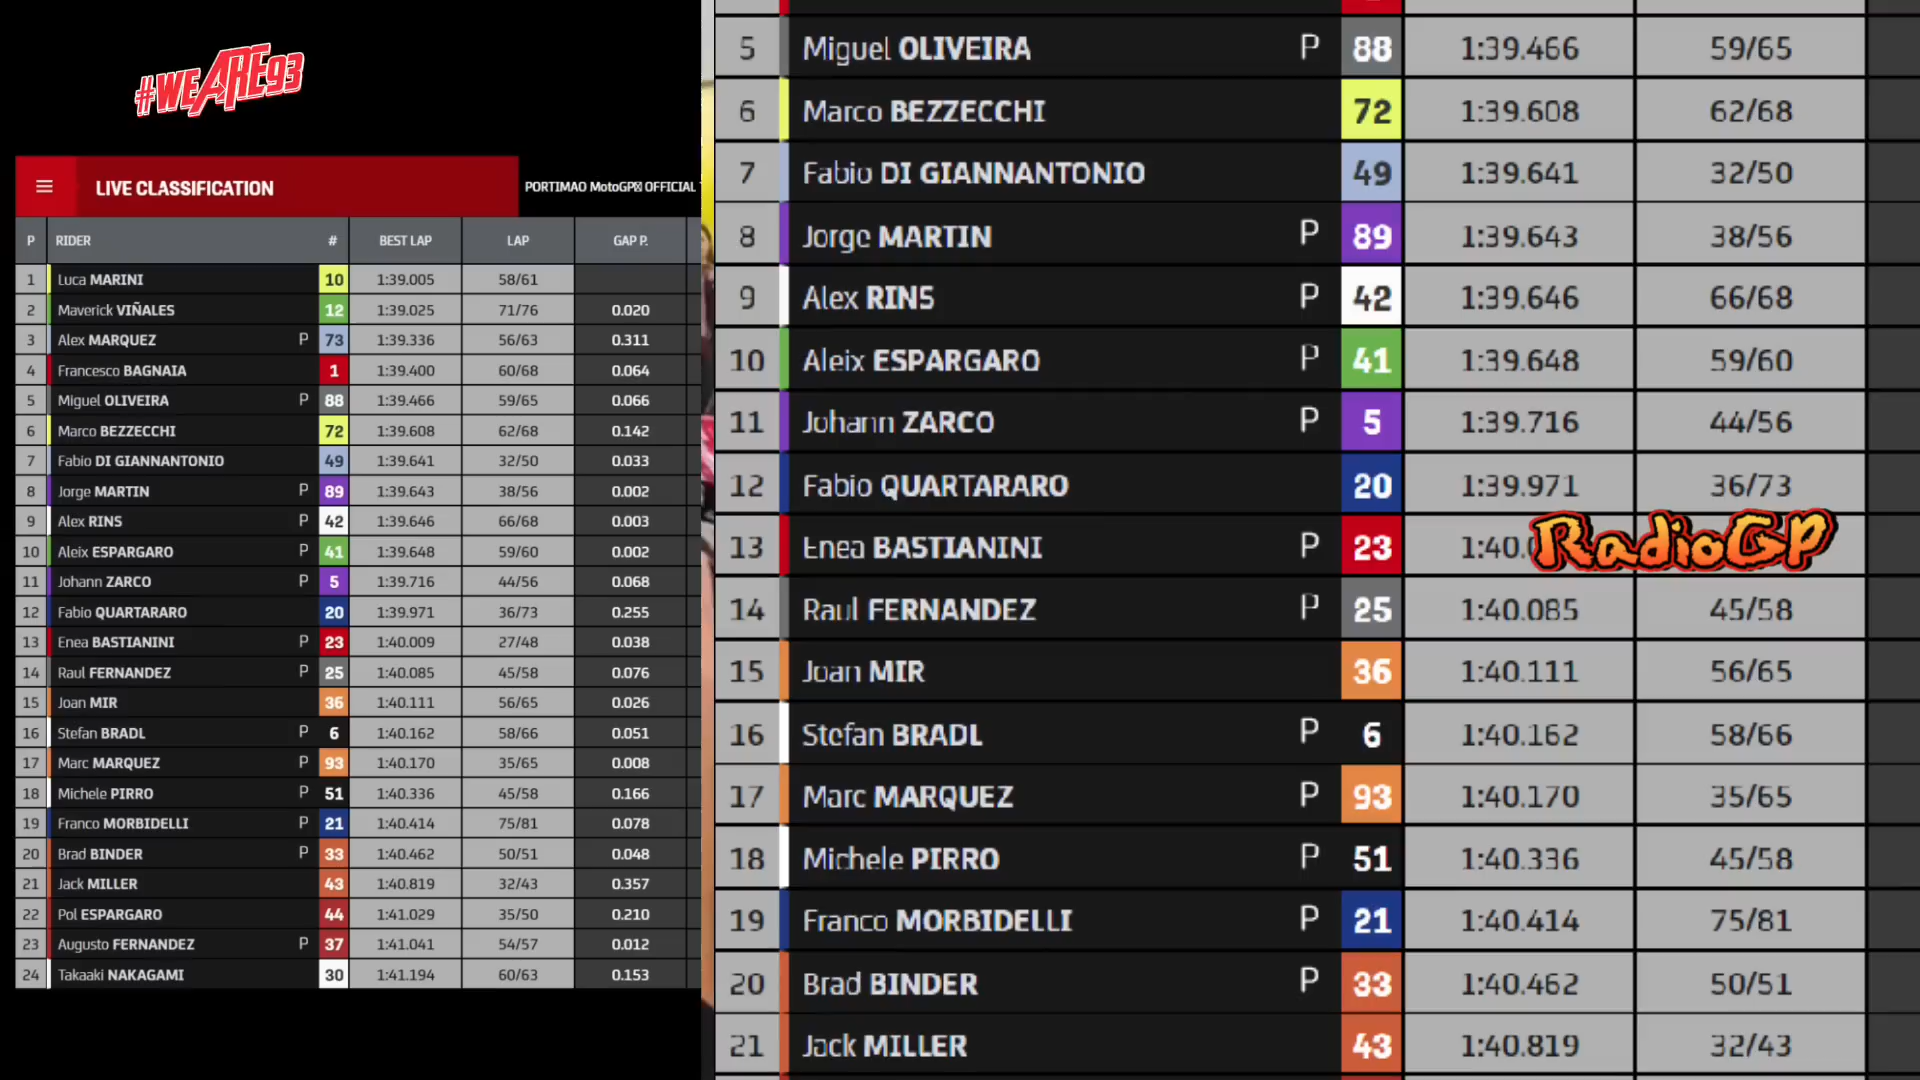 #WEARE93
LIVE CLASSIFICATION
PORTIMAO MotoGP OFFICIAL
P RIDER # BEST LAP LAP GAP P.
1 Luca MARINI 10 1:39.005 58/61
2 Maverick VIÑALES 12 1:39.025 71/76 0.020
3 Alex MARQUEZ P 73 1:39.336 56/63 0.311
4 Francesco BAGNAIA 1 1:39.400 60/68 0.064
5 Miguel OLIVEIRA P 88 1:39.466 59/65 0.066
6 Marco BEZZECCHI 72 1:39.608 62/68 0.142
7 Fabio DI GIANNANTONIO 49 1:39.641 32/50 0.033
8 Jorge MARTIN P 89 1:39.643 38/56 0.002
9 Alex RINS P 42 1:39.646 66/68 0.003
10 Aleix ESPARGARO P 41 1:39.648 59/60 0.002
11 Johann ZARCO P 5 1:39.716 44/56 0.068
12 Fabio QUARTARARO 20 1:39.971 36/73 0.255
13 Enea BASTIANINI P 23 1:40.009 27/48 0.038
14 Raul FERNANDEZ P 25 1:40.085 45/58 0.076
15 Joan MIR 36 1:40.111 56/65 0.026
16 Stefan BRADL P 6 1:40.162 58/66 0.051
17 Marc MARQUEZ P 93 1:40.170 35/65 0.008
18 Michele PIRRO P 51 1:40.336 45/58 0.166
19 Franco MORBIDELLI P 21 1:40.414 75/81 0.078
20 Brad BINDER P 33 1:40.462 50/51 0.048
21 Jack MILLER 43 1:40.819 32/43 0.357
22 Pol ESPARGARO 44 1:41.029 35/50 0.210
23 Augusto FERNANDEZ P 37 1:41.041 54/57 0.012
24 Takaaki NAKAGAMI 30 1:41.194 60/63 0.153
5 Miguel OLIVEIRA P 88 1:39.466 59/65
6 Marco BEZZECCHI 72 1:39.608 62/68
7 Fabio DI GIANNANTONIO 49 1:39.641 32/50
8 Jorge MARTIN P 89 1:39.643 38/56
9 Alex RINS P 42 1:39.646 66/68
10 Aleix ESPARGARO P 41 1:39.648 59/60
11 Johann ZARCO P 5 1:39.716 44/56
12 Fabio QUARTARARO 20 1:39.971 36/73
13 Enea BASTIANINI P 23 1:40. RadioGP
14 Raul FERNANDEZ P 25 1:40.085 45/58
15 Joan MIR 36 1:40.111 56/65
16 Stefan BRADL P 6 1:40.162 58/66
17 Marc MARQUEZ P 93 1:40.170 35/65
18 Michele PIRRO P 51 1:40.336 45/58
19 Franco MORBIDELLI P 21 1:40.414 75/81
20 Brad BINDER P 33 1:40.462 50/51
21 Jack MILLER 43 1:40.819 32/43